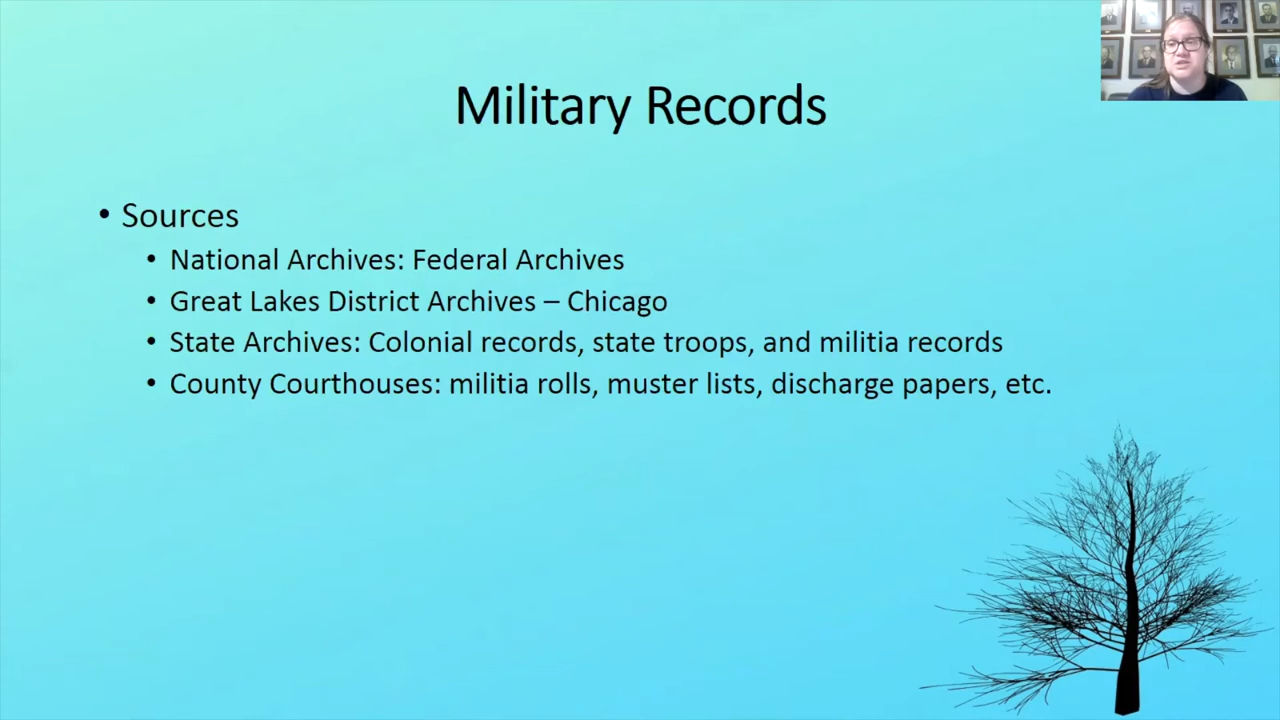 Military Records
• Sources
• National Archives: Federal Archives
• Great Lakes District Archives – Chicago
• State Archives: Colonial records, state troops, and militia records
• County Courthouses: militia rolls, muster lists, discharge papers, etc.